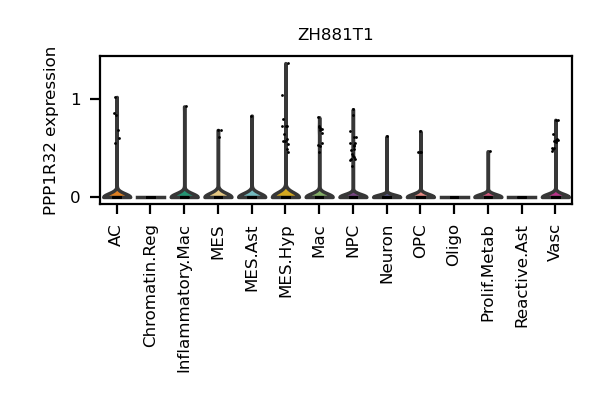 ZH881T1
PPP1R32 expression
1
0
AC
Chromatin.Reg
Inflammatory.Mac
MES
MES.Ast
MES.Hyp
Mac
NPC
Neuron
OPC
Oligo
Prolif.Metab
Reactive.Ast
Vasc